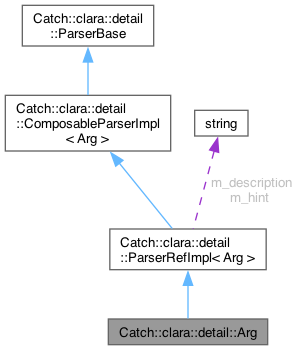 Catch::clara::detail
::ParserBase
Catch::clara::detail
::ComposableParserImpl
< Arg >
string
m_description
m_hint
Catch::clara::detail
::ParserRefImpl< Arg >
Catch::clara::detail::Arg